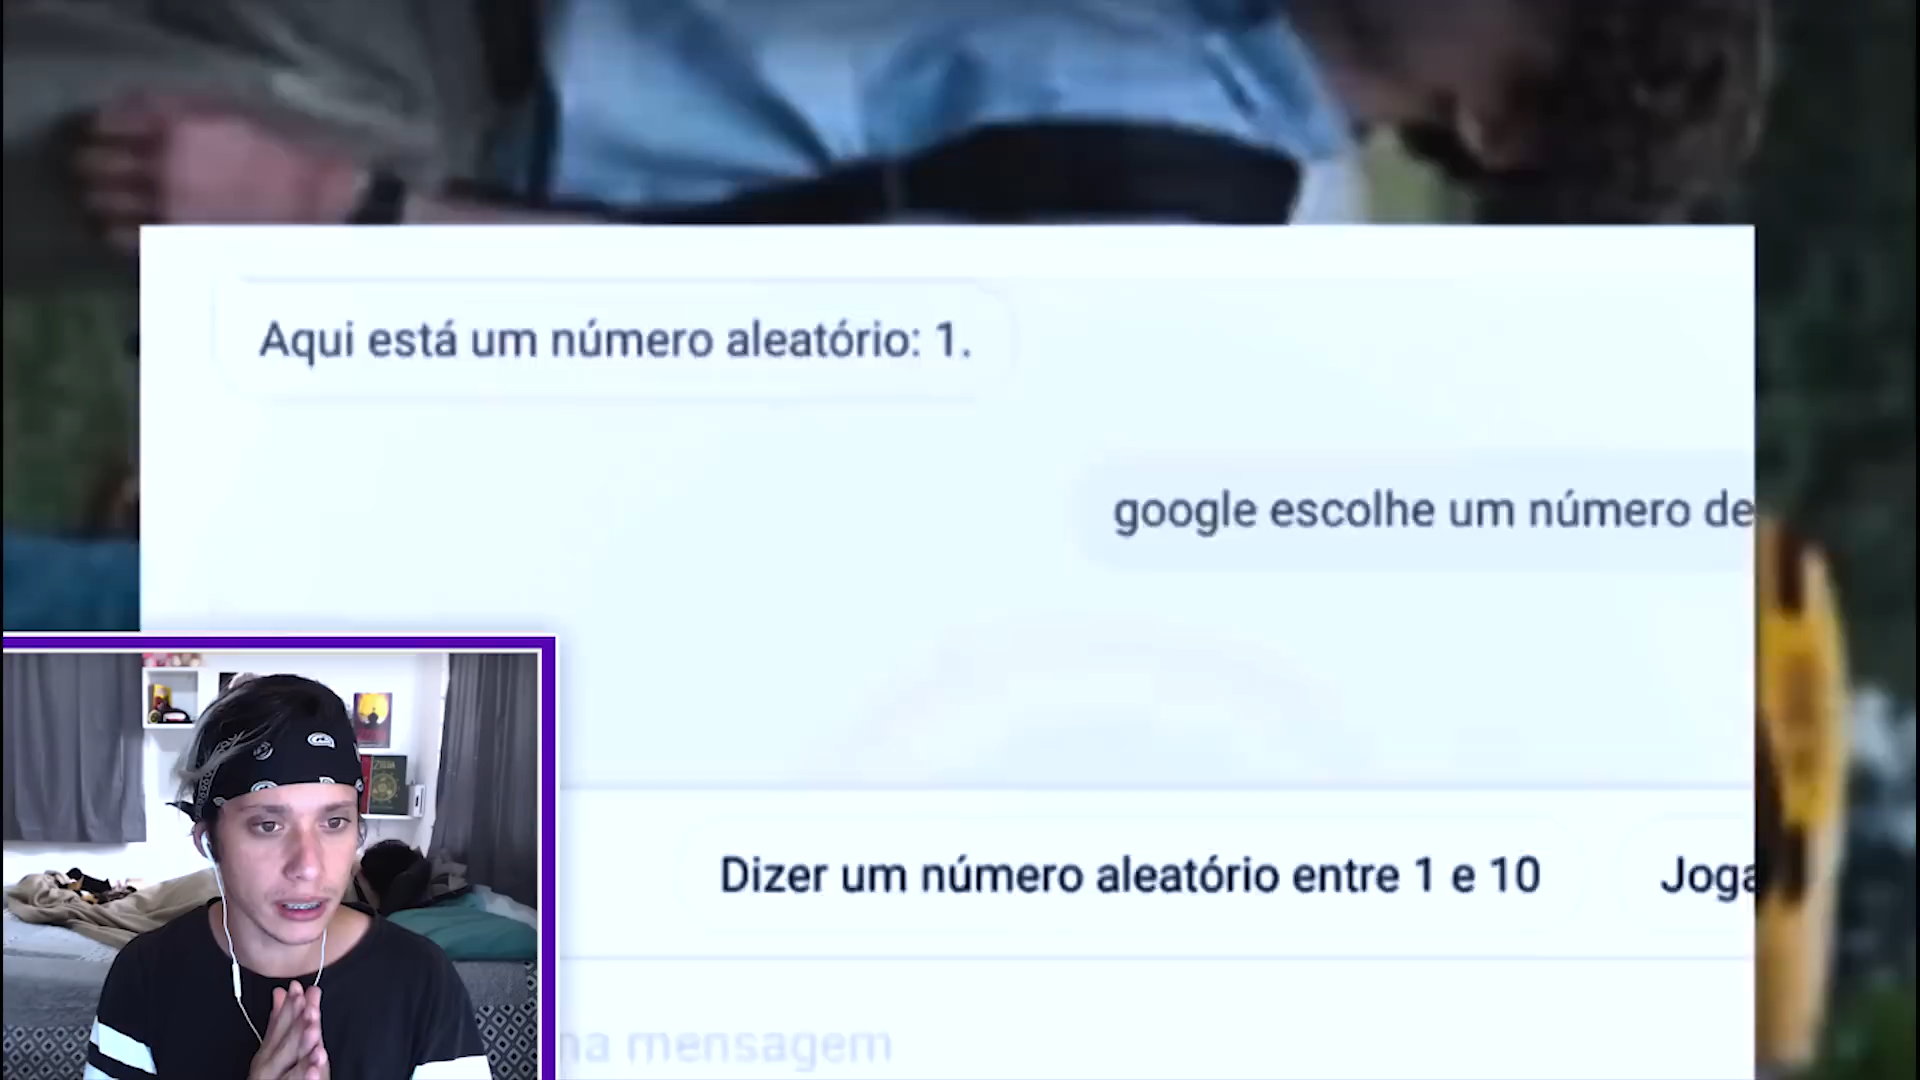 Aqui está um número aleatório: 1.
google escolhe um número de
Dizer um número aleatório entre 1 e 10
Joga
na mensagem